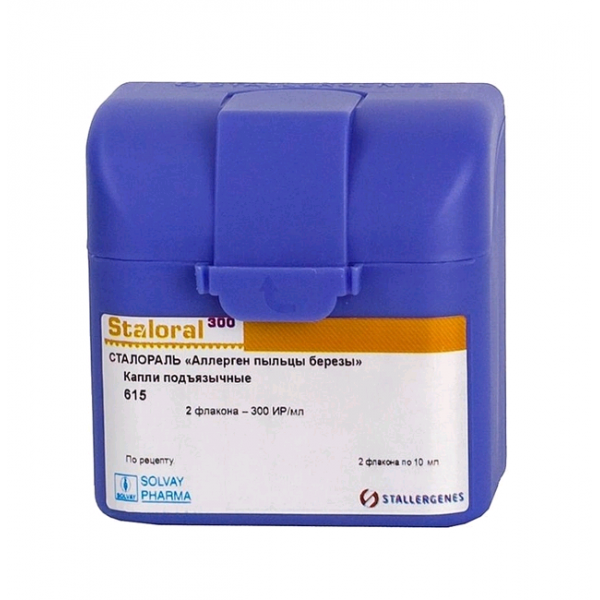 Staloral 300
СТАЛОРАЛЬ «Аллерген пыльцы березы»
Капли подъязычные
615
2 флакона – 300 ИР/мл
По рецепту
2 флакона по 10 мл
SOLVAY
PHARMA
SOLVAY
STALLERGENES